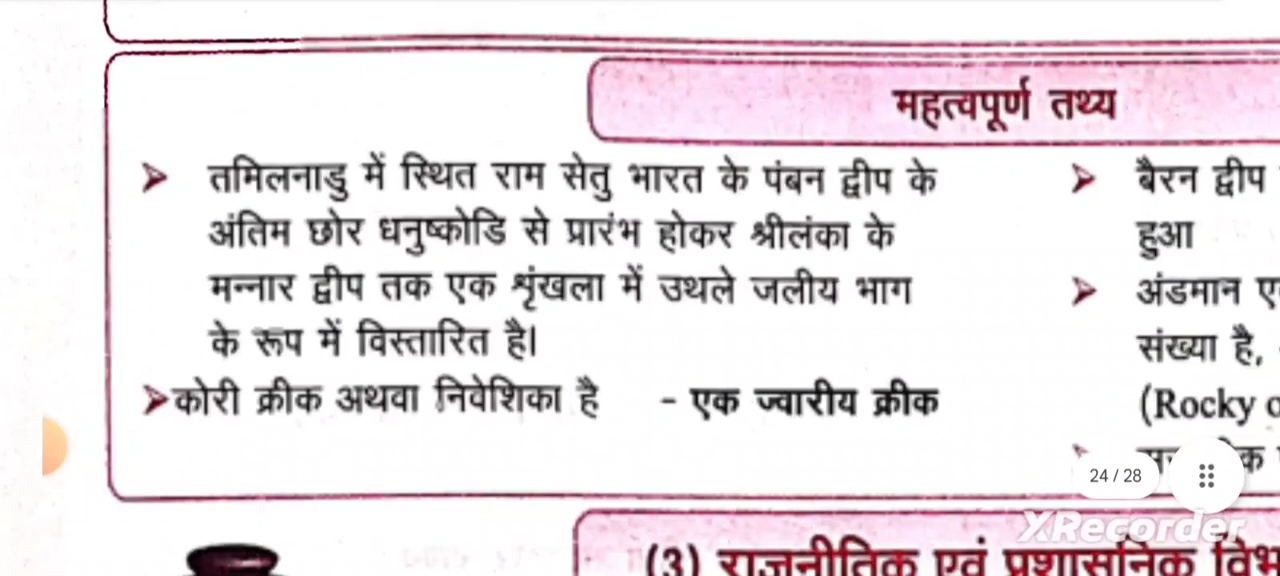 महत्वपूर्ण तथ्य
➢ तमिलनाडु में स्थित राम सेतु भारत के पंबन द्वीप के
अंतिम छोर धनुष्कोडि से प्रारंभ होकर श्रीलंका के
मन्नार द्वीप तक एक शृंखला में उथले जलीय भाग
के रूप में विस्तारित है।
➢ कोरी क्रीक अथवा निवेशिका है - एक ज्वारीय क्रीक
➢ बैरन द्वीप
हुआ
➢ अंडमान
संख्या है,
(Rocky
24 / 28
XRecorder
(3) राजनीतिक एवं प्रशासनिक